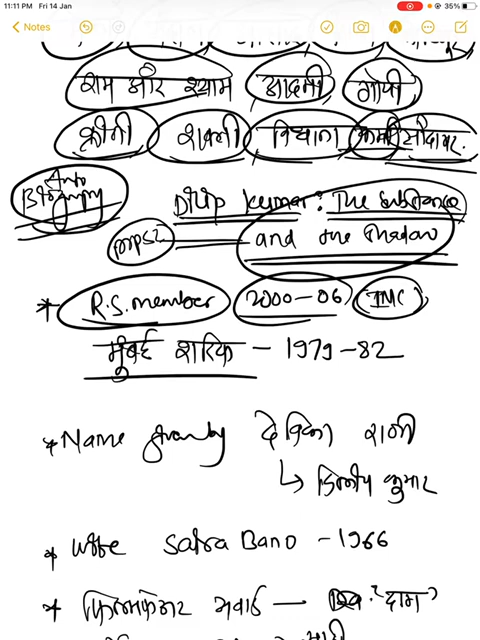 11:11 PM Fri 14 Jan 35%
Notes
राम और श्याम आदमी गोपी
क्रान्ति शक्ती विधाता कर्मा सौदागर
Auto Biography Dilip Kumar: The Substance
and the Shadow
* R.S. member 2000-06 INC
मुंबई शरिफ - 1979-82
* Name given by देविका रानी
↳ दिलीप कुमार
* wife Saira Bano - 1966
* फिल्मफेयर अवार्ड — दाग